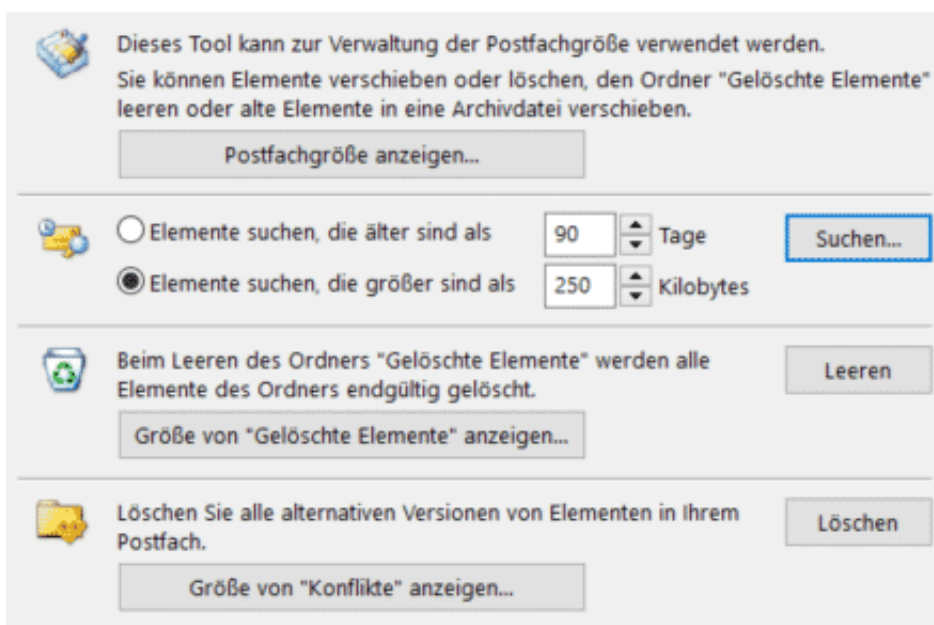 Dieses Tool kann zur Verwaltung der Postfachgröße verwendet werden.
Sie können Elemente verschieben oder löschen, den Ordner "Gelöschte Elemente"
leeren oder alte Elemente in eine Archivdatei verschieben.
Postfachgröße anzeigen...
Elemente suchen, die älter sind als 90 Tage
Suchen...
Elemente suchen, die größer sind als 250 Kilobytes
Beim Leeren des Ordners "Gelöschte Elemente" werden alle
Elemente des Ordners endgültig gelöscht.
Leeren
Größe von "Gelöschte Elemente" anzeigen...
Löschen Sie alle alternativen Versionen von Elementen in Ihrem
Postfach.
Löschen
Größe von "Konflikte" anzeigen...